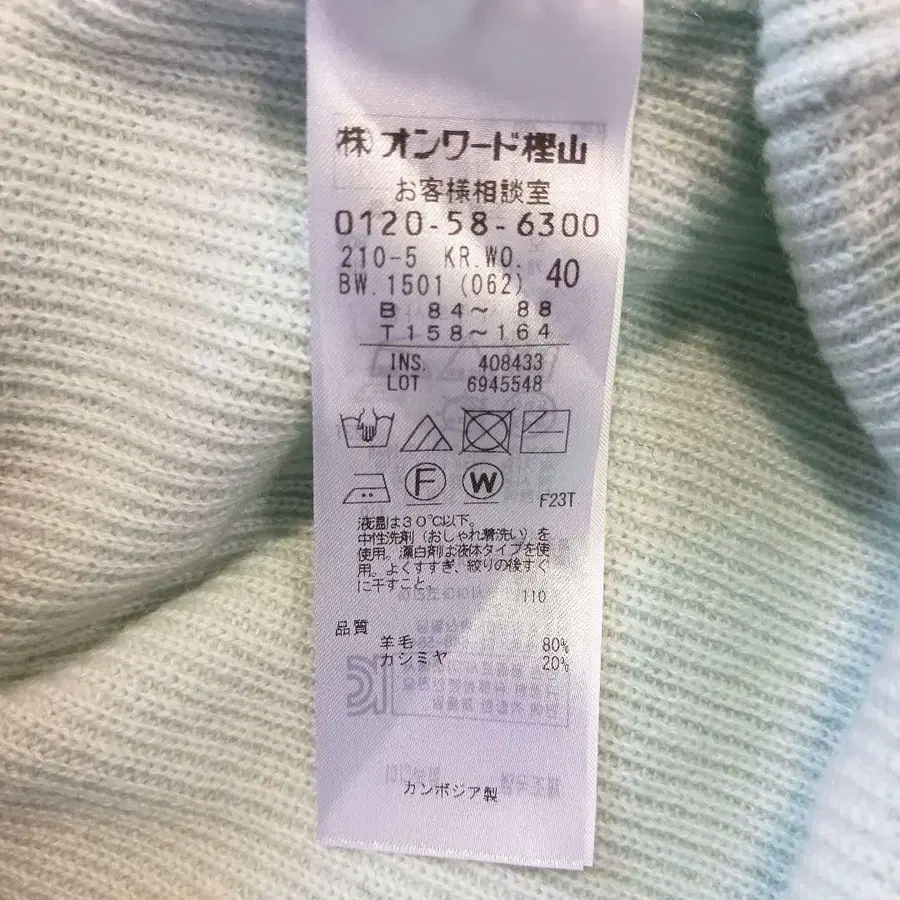 ㈱オンワード樫山
お客様相談室
0120-58-6300
210-5 KR.WO.
BW.1501(062) 40
B 84～ 88
T158～164
INS. 408433
LOT 6945548
F W
F23T
液温は30℃以下。
中性洗剤（おしゃれ着洗い）を
使用。漂白剤は液体タイプを使
用。よくすすぎ、絞りの後すぐ
に干すこと。
110
品質
羊毛 80%
カシミヤ 20%
カンボジア製